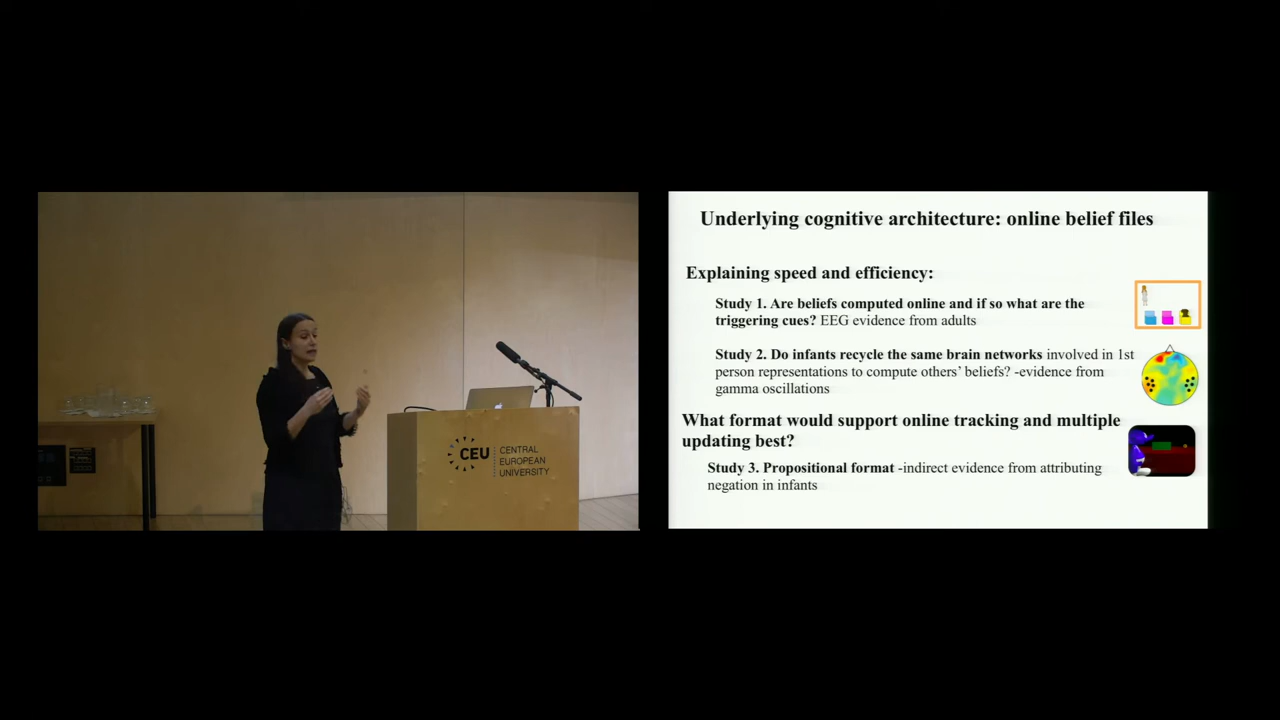 CEU
CENTRAL
EUROPEAN
UNIVERSITY
Underlying cognitive architecture: online belief files
Explaining speed and efficiency:
Study 1. Are beliefs computed online and if so what are the
triggering cues? EEG evidence from adults
Study 2. Do infants recycle the same brain networks involved in 1st
person representations to compute others' beliefs? -evidence from
gamma oscillations
What format would support online tracking and multiple
updating best?
Study 3. Propositional format -indirect evidence from attributing
negation in infants